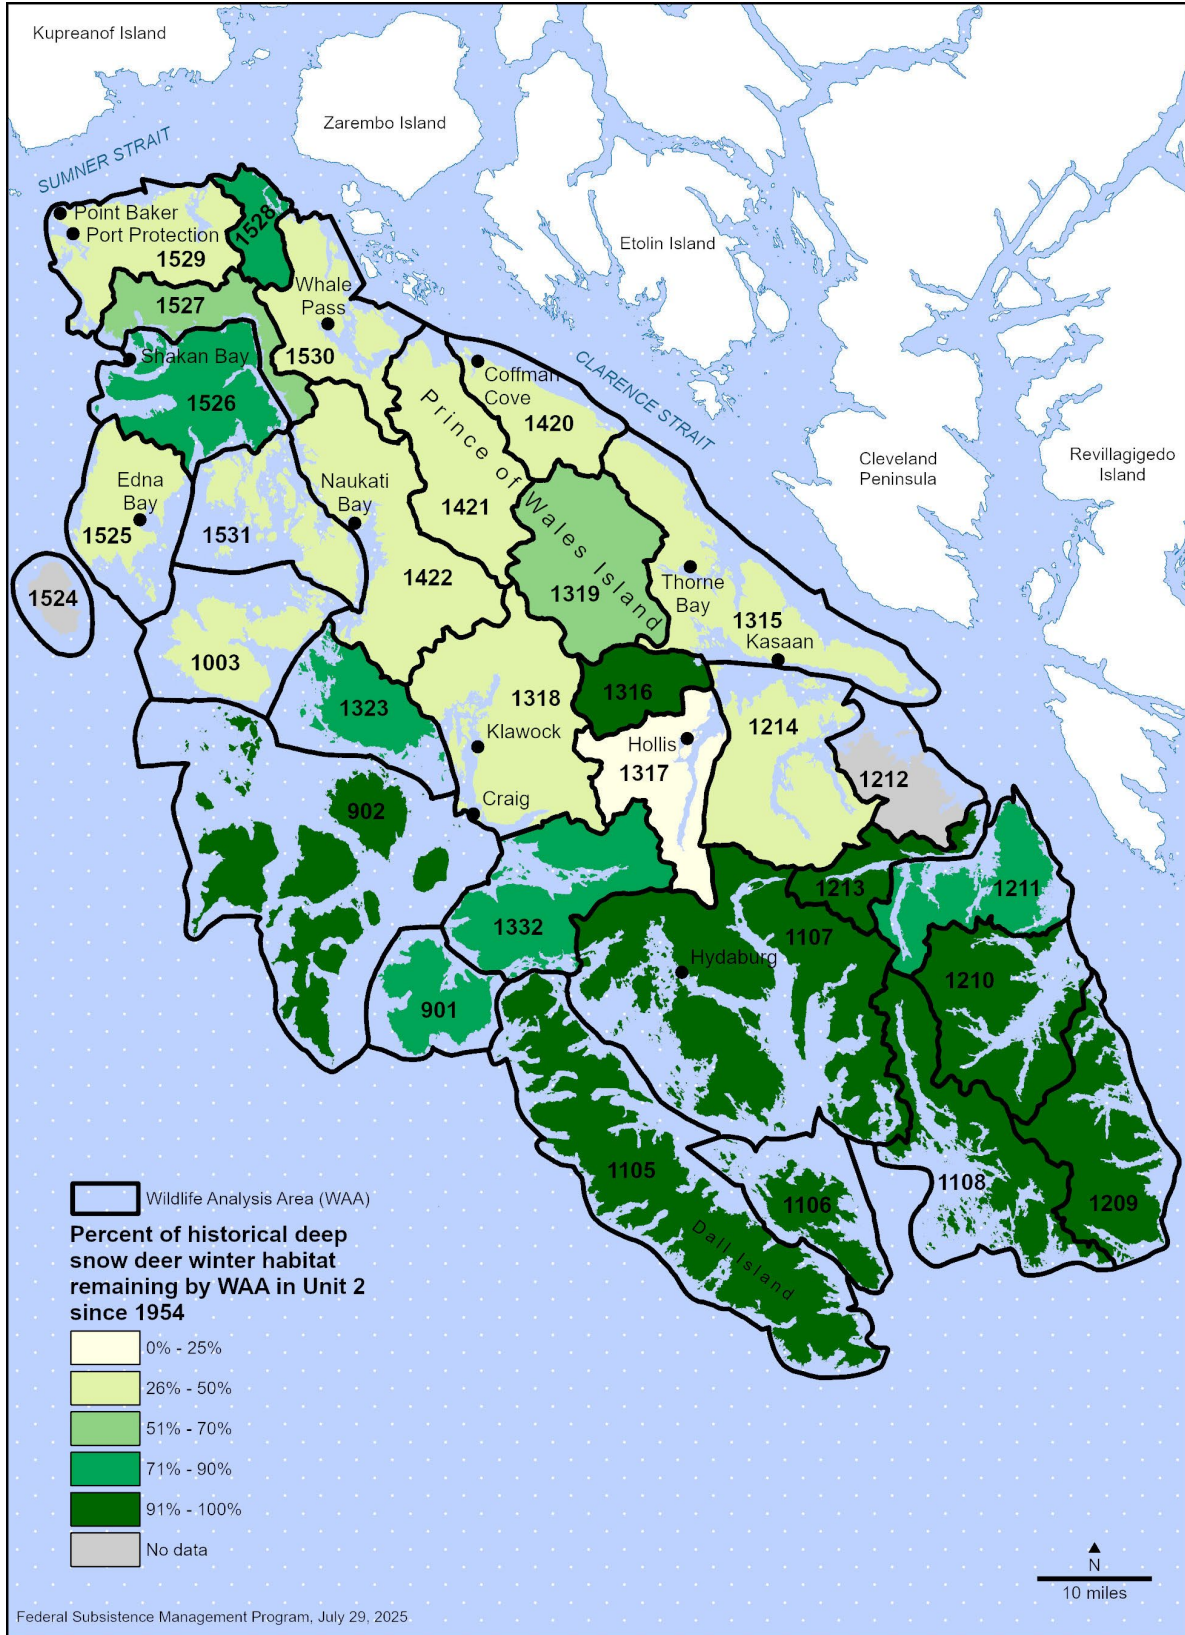 Kupreanof Island
Zarembo Island
SUMNER STRAIT
Point Baker
Port Protection
1528
1529
Etolin Island
Whale
Pass
1527
Shakan Bay
1530
CLARENCE STRAIT
Coffman
Cove
1526
1420
Prince of Wales Island
Cleveland
Peninsula
Revillagigedo
Island
Edna
Bay
Naukati
Bay
1421
1525
1531
1422
1524
1319
Thorne
Bay
1315
Kasaan
1003
1316
1318
1323
Klawock
Hollis
1214
1317
1212
Craig
902
1213
1211
1332
1107
Hydaburg
1210
901
1105
1108
1106
1209
Dall Island
Wildlife Analysis Area (WAA)
Percent of historical deep
snow deer winter habitat
remaining by WAA in Unit 2
since 1954
0% - 25%
26% - 50%
51% - 70%
71% - 90%
91% - 100%
No data
N
10 miles
Federal Subsistence Management Program, July 29, 2025